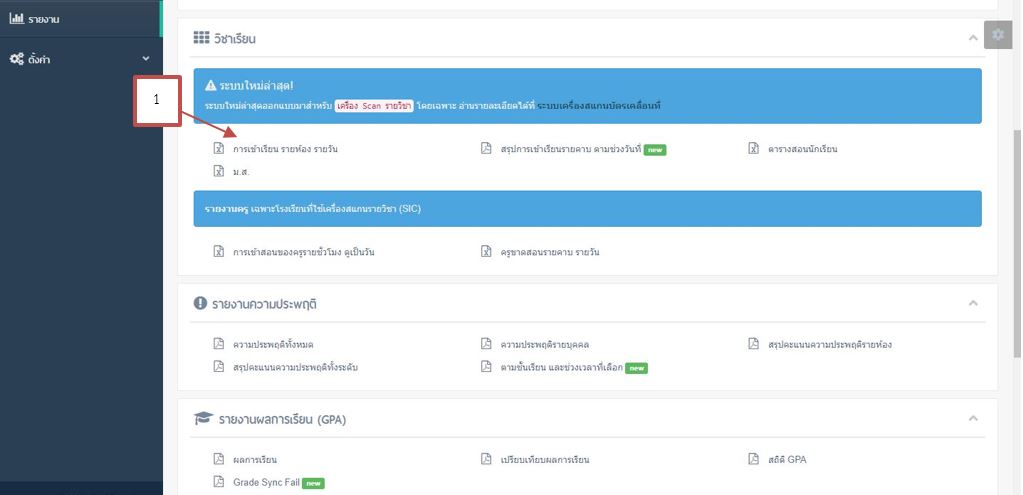 รายงาน
ตั้งค่า
1
วิชาเรียน
ระบบใหม่ล่าสุด!
ระบบใหม่ล่าสุดออกแบบมาสำหรับ เครื่อง Scan รายวิชา โดยเฉพาะ อ่านรายละเอียดได้ที่ ระบบเครื่องสแกนบัตรเคลื่อนที่
การเข้าเรียน รายห้อง รายวัน
สรุปการเข้าเรียนรายคาบ ตามช่วงวันที่ new
ตารางสอนนักเรียน
ม.ส.
รายงานครู เฉพาะโรงเรียนที่ใช้เครื่องสแกนรายวิชา (SIC)
การเข้าสอนของครูรายชั่วโมง ดูเป็นวัน
ครูขาดสอนรายคาบ รายวัน
รายงานความประพฤติ
ความประพฤติทั้งหมด
ความประพฤติรายบุคคล
สรุปคะแนนความประพฤติรายห้อง
สรุปคะแนนความประพฤติทั้งระดับ
ตามชั้นเรียน และช่วงเวลาที่เลือก new
รายงานผลการเรียน (GPA)
ผลการเรียน
เปรียบเทียบผลการเรียน
สถิติ GPA
Grade Sync Fail new